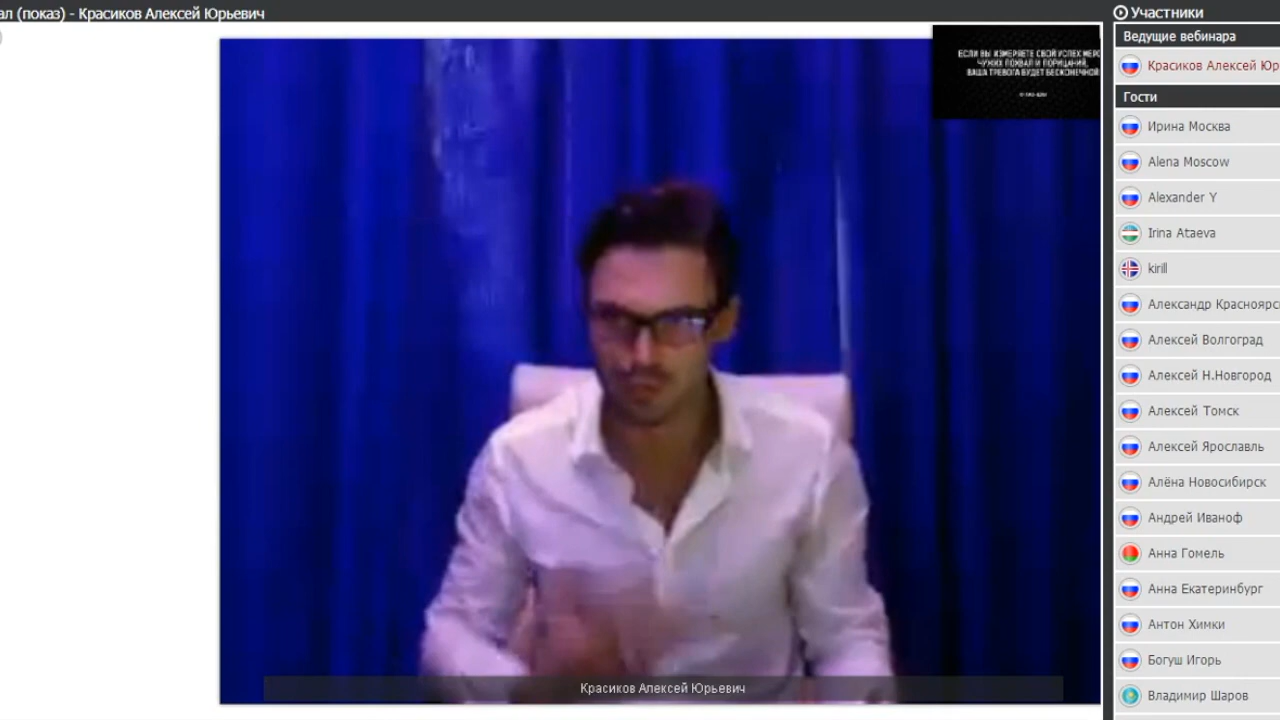 ал (показ) - Красиков Алексей Юрьевич
ЕСЛИ ВЫ ИЗМЕРЯЕТЕ СВОЙ УСПЕХ МЕРО
ЧУЖИХ ПОХВАЛ И ПОРИЦАНИЙ,
ВАША ТРЕВОГА БУДЕТ БЕСКОНЕЧНОЙ
Красиков Алексей Юрьевич
Участники
Ведущие вебинара
Красиков Алексей Юр
Гости
Ирина Москва
Alena Moscow
Alexander Y
Irina Ataeva
kirill
Александр Красноярс
Алексей Волгоград
Алексей Н.Новгород
Алексей Томск
Алексей Ярославль
Алёна Новосибирск
Андрей Иваноф
Анна Гомель
Анна Екатеринбург
Антон Химки
Богуш Игорь
Владимир Шаров